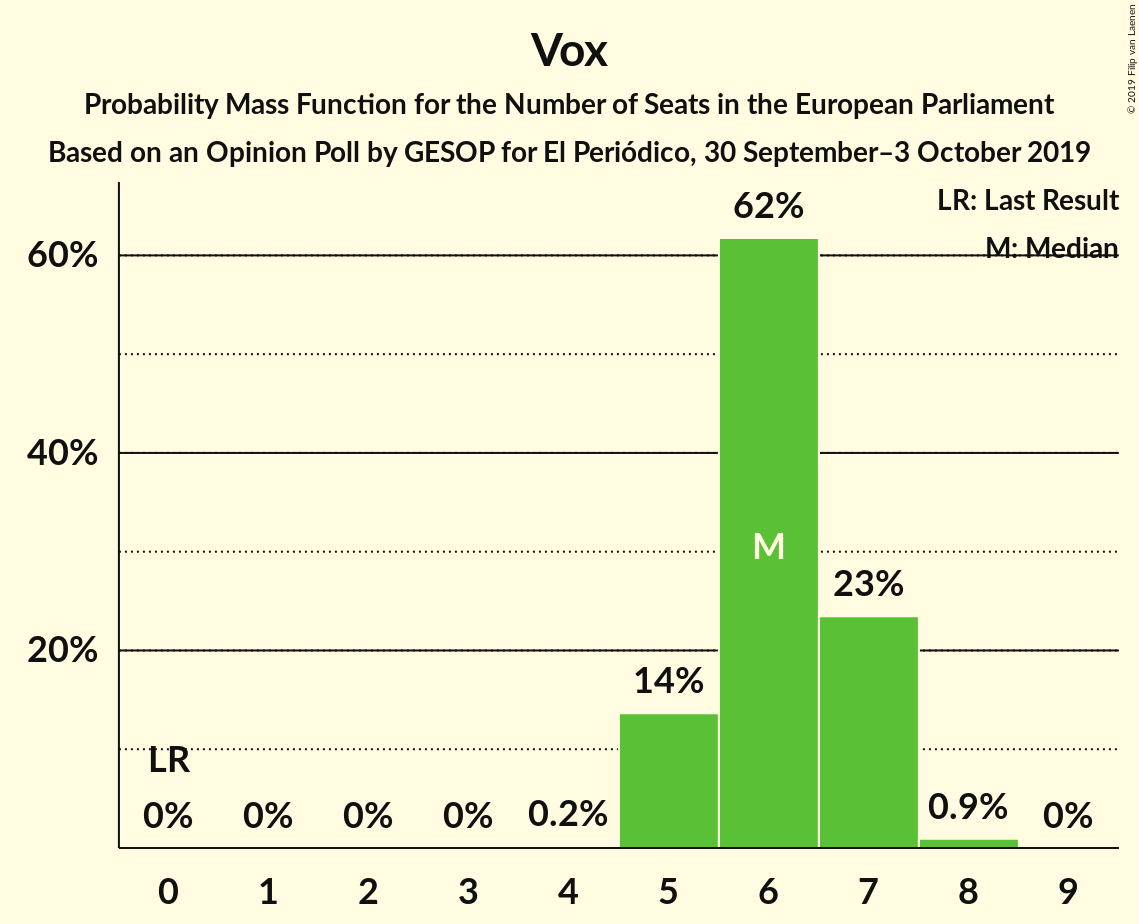 Vox
Probability Mass Function for the Number of Seats in the European Parliament
Based on an Opinion Poll by GESOP for El Periódico, 30 September–3 October 2019
© 2019 Filip van Laenen
LR: Last Result
M: Median
60%
40%
20%
LR
0%
0%
0%
0%
0.2%
14%
62%
M
23%
0.9%
0%
0 1 2 3 4 5 6 7 8 9